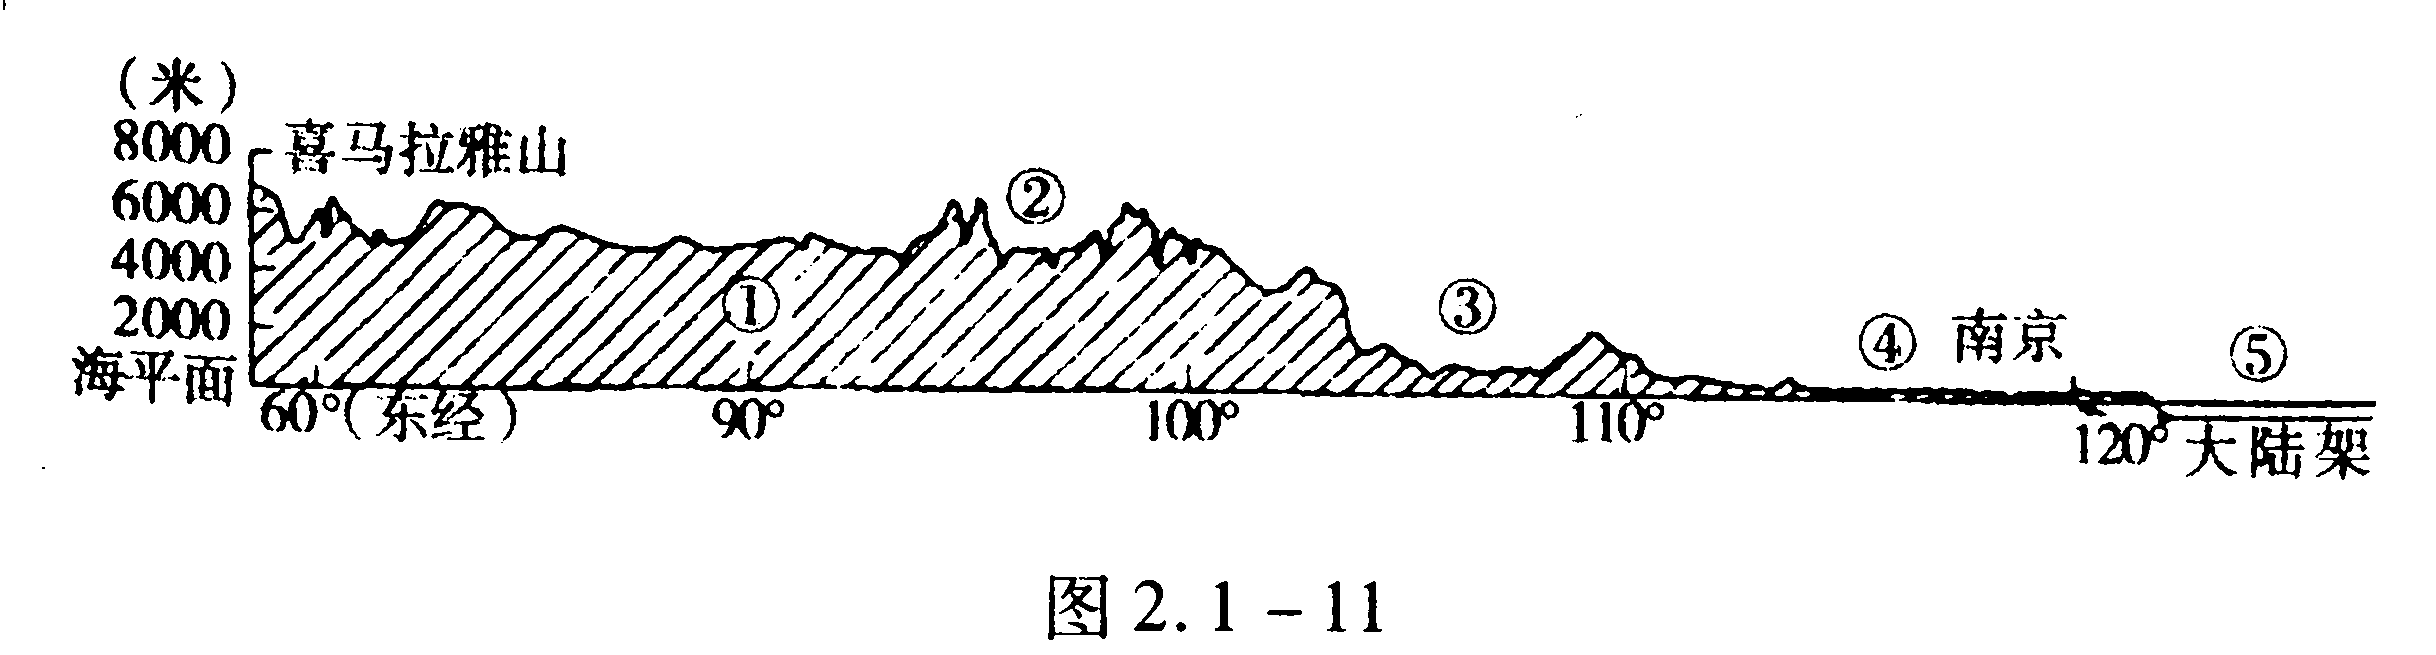 (米)
8000 喜马拉雅山
6000 ②
4000
① ③
2000 ④ 南京 ⑤
海平面
60°(东经) 90° 100° 110° 120° 大陆架
图 2.1-11